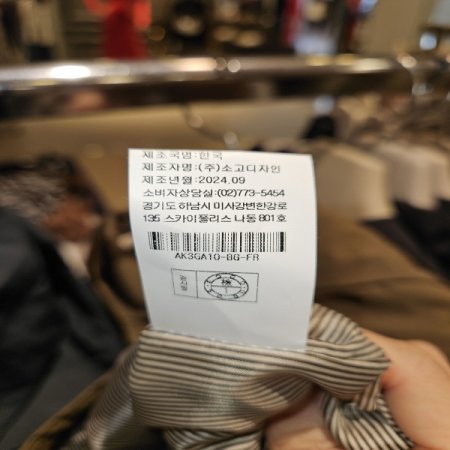 제조국명:한국
제조자명:(주)소고디자인
제조년월:2024.09
소비자상담실:(02)773-5454
경기도 하남시 미사강변한강로
135 스카이폴리스 나동 801호
AK3GA10-BG-FR